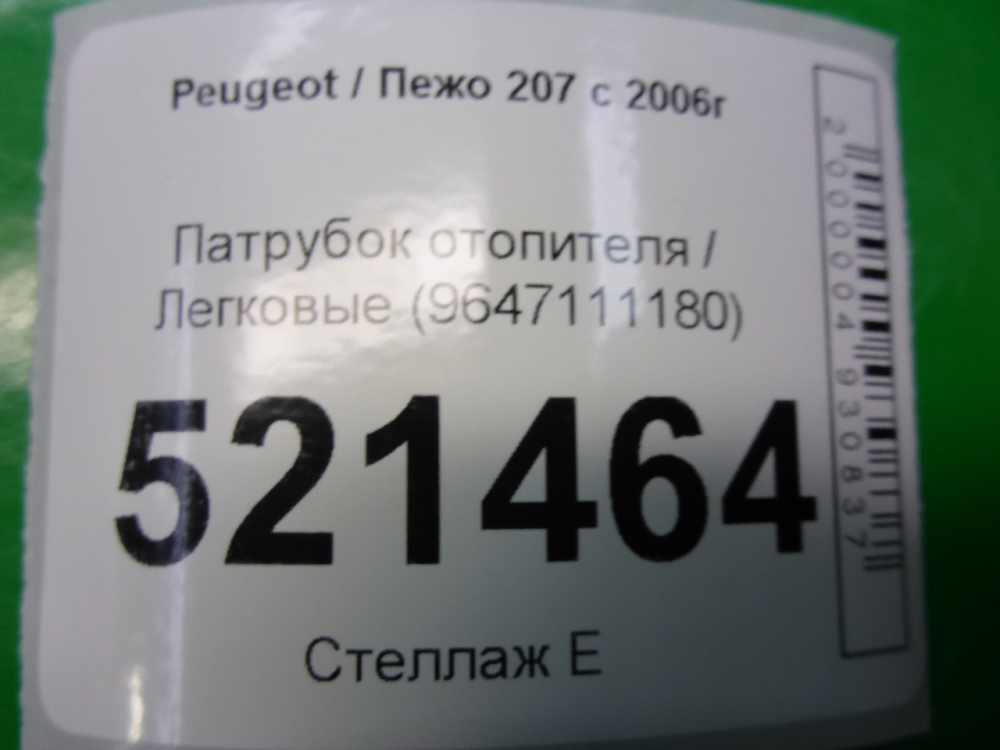 Peugeot / Пежо 207 с 2006г
Патрубок отопителя /
Легковые (9647111180)
521464
Стеллаж Е
2000004930837